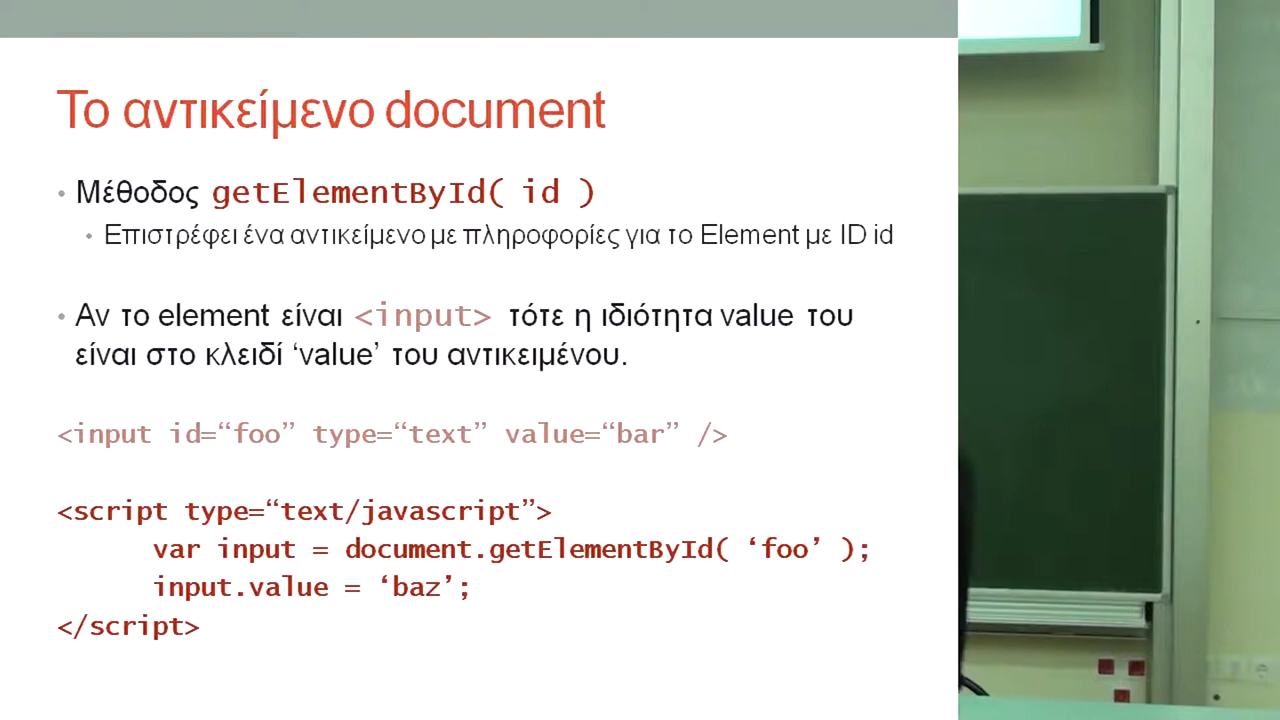 Το αντικείμενο document
• Μέθοδος getElementById( id )
• Επιστρέφει ένα αντικείμενο με πληροφορίες για το Element με ID id
• Αν το element είναι <input> τότε η ιδιότητα value του
είναι στο κλειδί ‘value’ του αντικειμένου.
<input id=“foo” type=“text” value=“bar” />
<script type=“text/javascript”>
var input = document.getElementById( ‘foo’ );
input.value = ‘baz’;
</script>